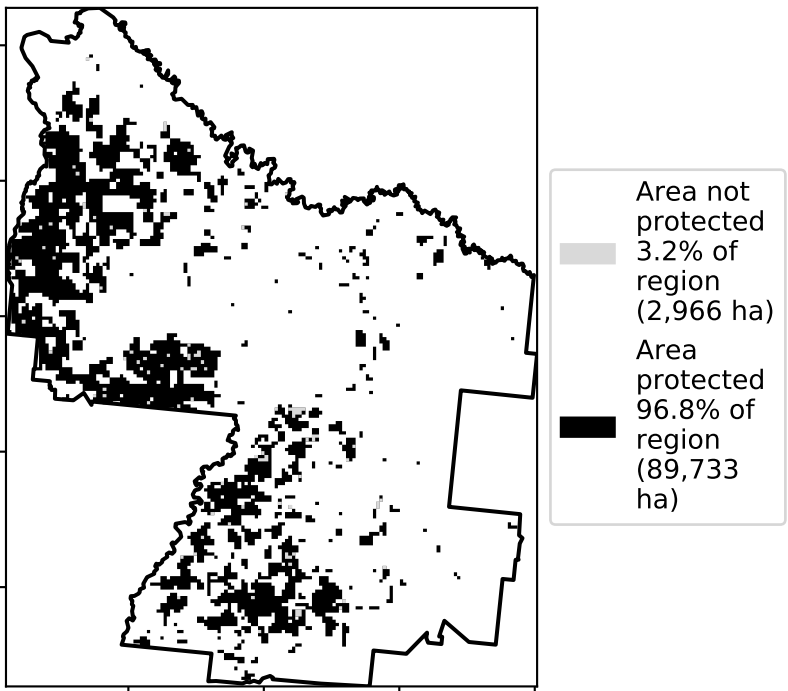 Area not
protected
3.2% of
region
(2,966 ha)
Area
protected
96.8% of
region
(89,733
ha)